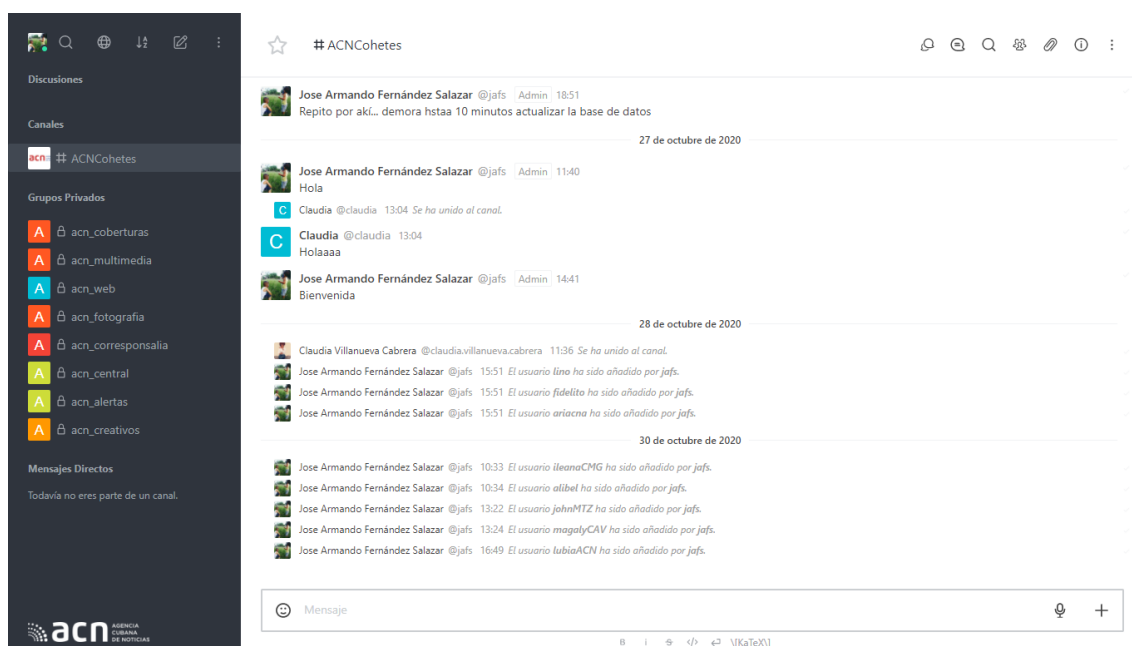 Discusiones
Canales
acn # ACNCohetes
Grupos Privados
A acn_coberturas
A acn_multimedia
A acn_web
A acn_fotografia
A acn_corresponsalia
A acn_central
A acn_alertas
A acn_creativos
Mensajes Directos
Todavía no eres parte de un canal.
acn AGENCIA
CUBANA
DE NOTICIAS
# ACNCohetes
Jose Armando Fernández Salazar @jafs Admin 18:51
Repito por akí... demora hstaa 10 minutos actualizar la base de datos
27 de octubre de 2020
Jose Armando Fernández Salazar @jafs Admin 11:40
Hola
C Claudia @claudia 13:04 Se ha unido al canal.
C Claudia @claudia 13:04
Holaaaa
Jose Armando Fernández Salazar @jafs Admin 14:41
Bienvenida
28 de octubre de 2020
Claudia Villanueva Cabrera @claudia.villanueva.cabrera 11:36 Se ha unido al canal.
Jose Armando Fernández Salazar @jafs 15:51 El usuario lino ha sido añadido por jafs.
Jose Armando Fernández Salazar @jafs 15:51 El usuario fidelito ha sido añadido por jafs.
Jose Armando Fernández Salazar @jafs 15:51 El usuario ariacna ha sido añadido por jafs.
30 de octubre de 2020
Jose Armando Fernández Salazar @jafs 10:33 El usuario ileanaCMG ha sido añadido por jafs.
Jose Armando Fernández Salazar @jafs 10:34 El usuario alibel ha sido añadido por jafs.
Jose Armando Fernández Salazar @jafs 13:22 El usuario johnMTZ ha sido añadido por jafs.
Jose Armando Fernández Salazar @jafs 13:24 El usuario magalyCAV ha sido añadido por jafs.
Jose Armando Fernández Salazar @jafs 16:49 El usuario lubiaACN ha sido añadido por jafs.
Mensaje
B i S </> \[KaTeX\]